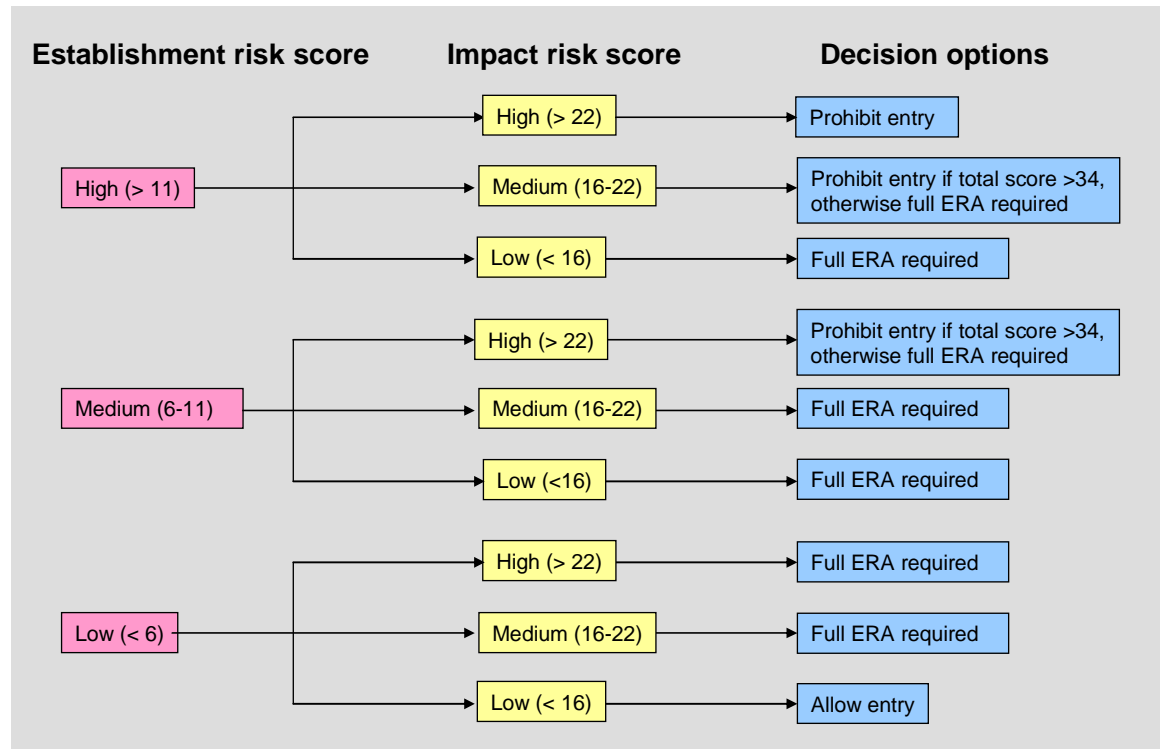 Establishment risk score
Impact risk score
Decision options
High (> 11)
High (> 22)
Prohibit entry
Medium (16-22)
Prohibit entry if total score >34,
otherwise full ERA required
Low (< 16)
Full ERA required
Medium (6-11)
High (> 22)
Prohibit entry if total score >34,
otherwise full ERA required
Medium (16-22)
Full ERA required
Low (<16)
Full ERA required
Low (< 6)
High (> 22)
Full ERA required
Medium (16-22)
Full ERA required
Low (< 16)
Allow entry